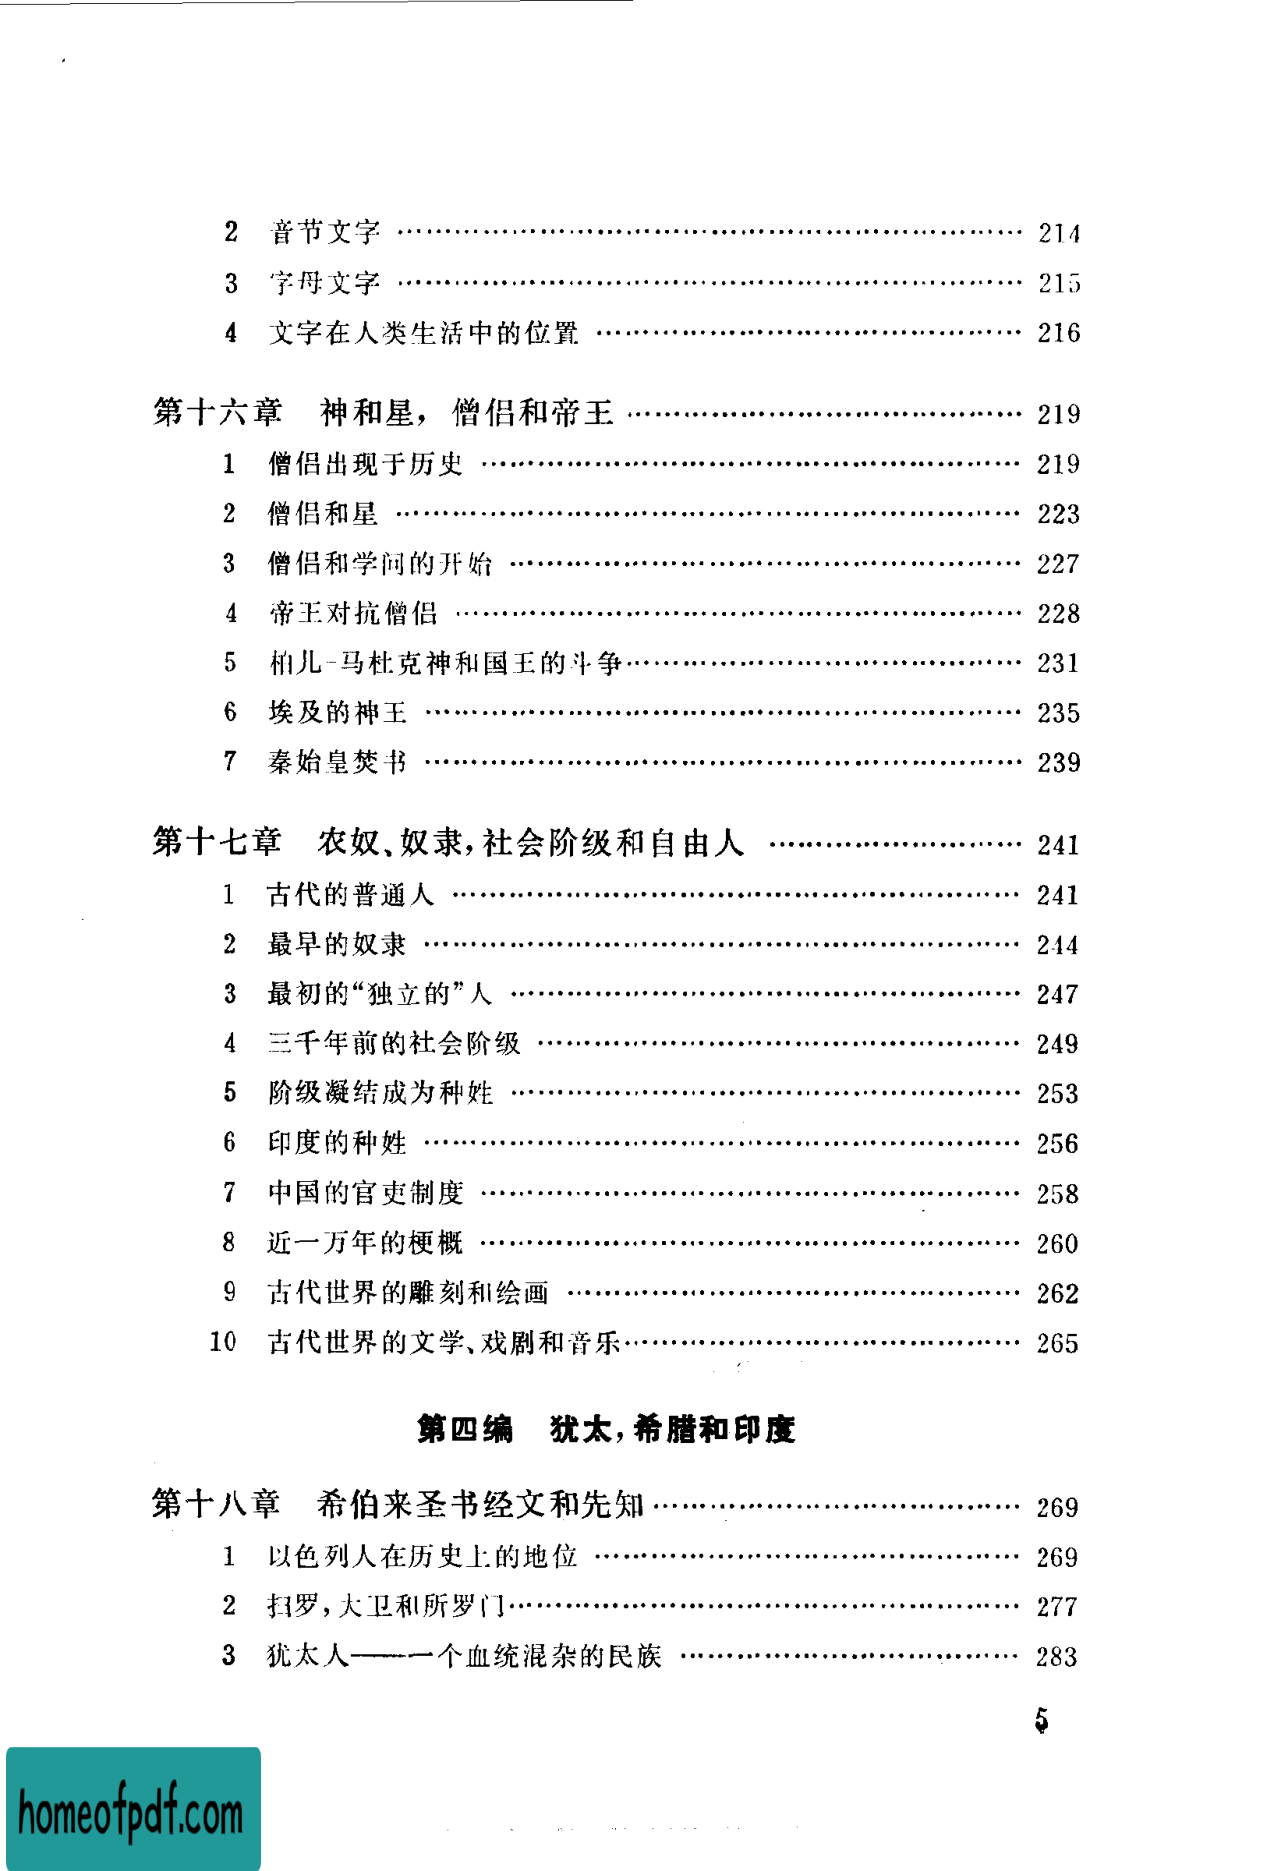 2 音节文字 …… 214
3 字母文字 …… 215
4 文字在人类生活中的位置 …… 216
第十六章 神和星，僧侣和帝王 …… 219
1 僧侣出现于历史 …… 219
2 僧侣和星 …… 223
3 僧侣和学问的开始 …… 227
4 帝王对抗僧侣 …… 228
5 柏儿-马杜克神和国王的斗争 …… 231
6 埃及的神王 …… 235
7 秦始皇焚书 …… 239
第十七章 农奴、奴隶，社会阶级和自由人 …… 241
1 古代的普通人 …… 241
2 最早的奴隶 …… 244
3 最初的“独立的”人 …… 247
4 三千年前的社会阶级 …… 249
5 阶级凝结成为种姓 …… 253
6 印度的种姓 …… 256
7 中国的官吏制度 …… 258
8 近一万年的梗概 …… 260
9 古代世界的雕刻和绘画 …… 262
10 古代世界的文学、戏剧和音乐 …… 265
第四编 犹太，希腊和印度
第十八章 希伯来圣书经文和先知 …… 269
1 以色列人在历史上的地位 …… 269
2 扫罗，大卫和所罗门 …… 277
3 犹太人——一个血统混杂的民族 …… 283
5
homeofpdf.com